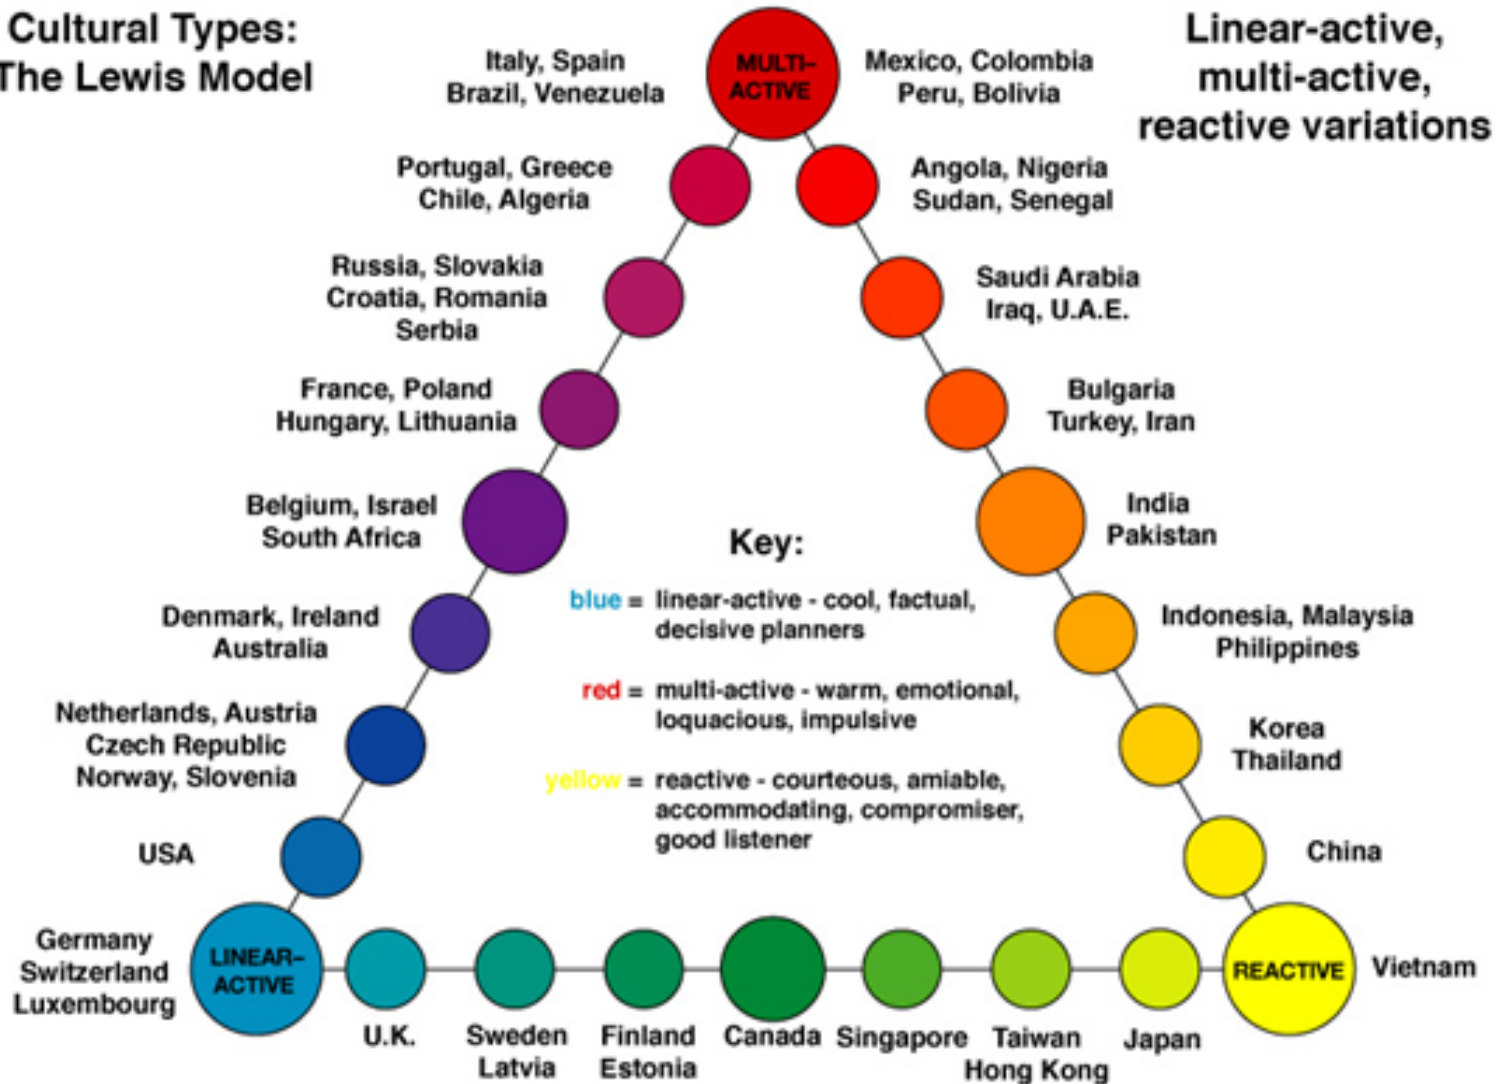 Cultural Types:
The Lewis Model
Linear-active,
multi-active,
reactive variations
MULTI-
ACTIVE
Italy, Spain
Brazil, Venezuela
Mexico, Colombia
Peru, Bolivia
Portugal, Greece
Chile, Algeria
Angola, Nigeria
Sudan, Senegal
Russia, Slovakia
Croatia, Romania
Serbia
Saudi Arabia
Iraq, U.A.E.
France, Poland
Hungary, Lithuania
Bulgaria
Turkey, Iran
Belgium, Israel
South Africa
India
Pakistan
Key:
blue = linear-active - cool, factual,
decisive planners
red = multi-active - warm, emotional,
loquacious, impulsive
yellow = reactive - courteous, amiable,
accommodating, compromiser,
good listener
Denmark, Ireland
Australia
Indonesia, Malaysia
Philippines
Netherlands, Austria
Czech Republic
Norway, Slovenia
Korea
Thailand
USA
China
Germany
Switzerland
Luxembourg
LINEAR-
ACTIVE
REACTIVE
Vietnam
U.K.
Sweden
Latvia
Finland
Estonia
Canada
Singapore
Taiwan
Hong Kong
Japan